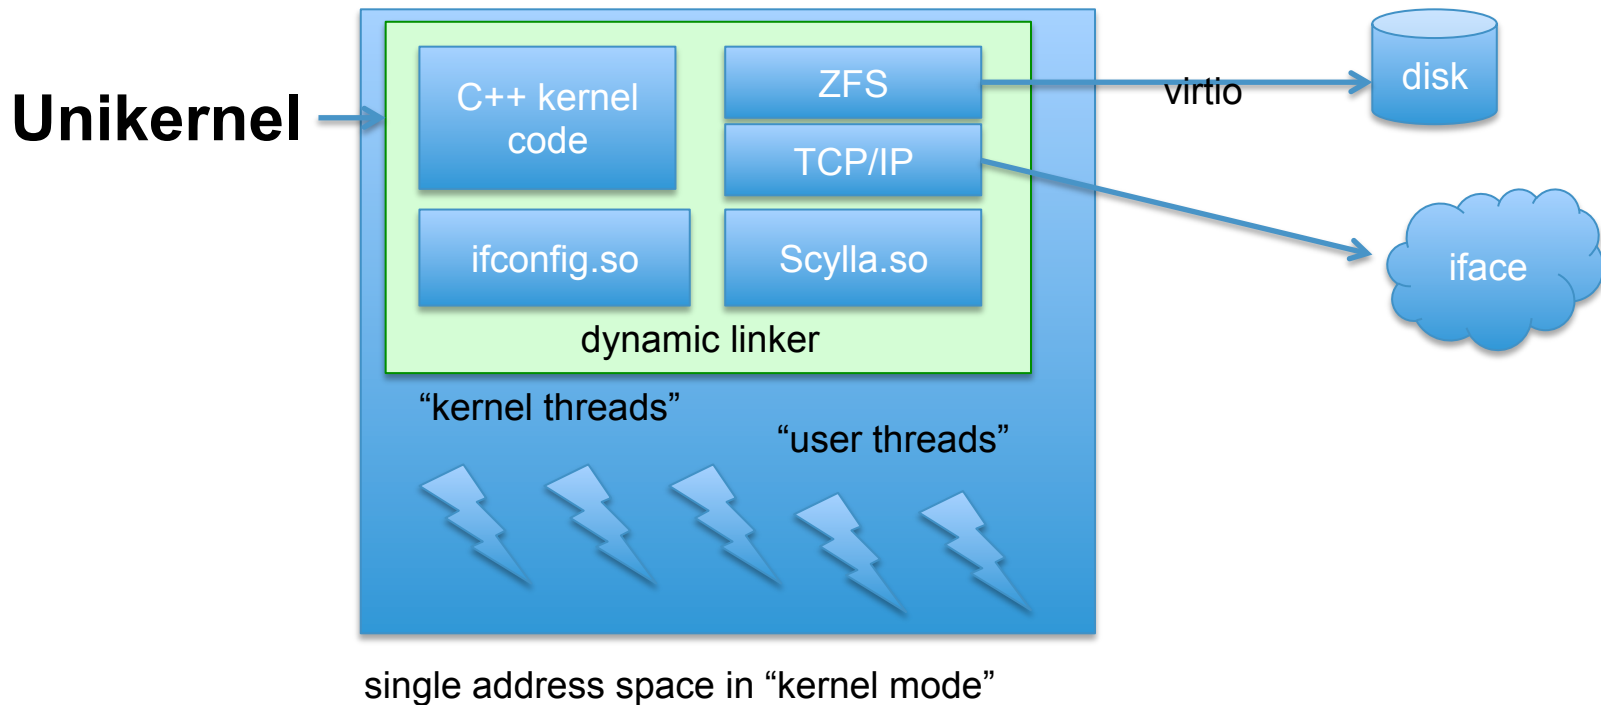 Unikernel
C++ kernel
code
ZFS
TCP/IP
ifconfig.so
Scylla.so
dynamic linker
virtio
disk
iface
“kernel threads”
“user threads”
single address space in “kernel mode”